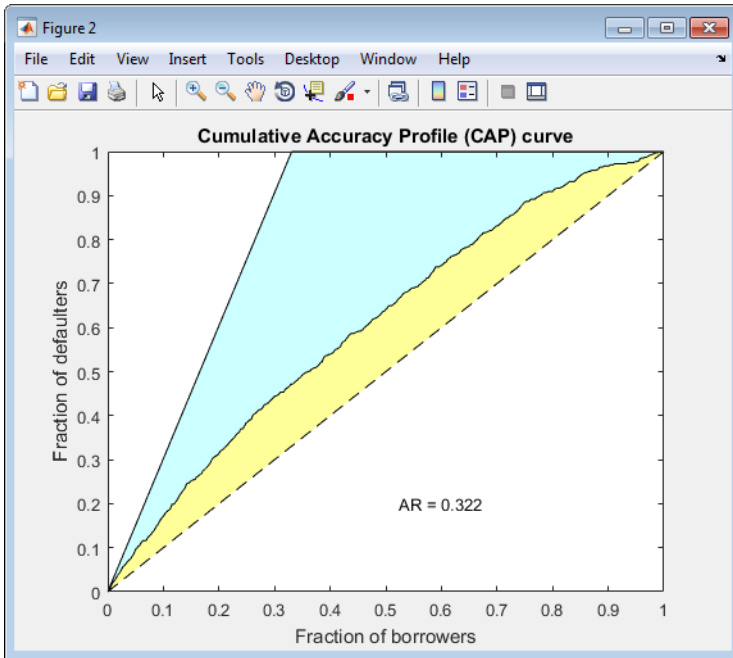 Figure 2
File Edit View Insert Tools Desktop Window Help
Cumulative Accuracy Profile (CAP) curve
1
0.9
0.8
0.7
0.6
0.5
0.4
0.3
0.2
0.1
0
Fraction of defaulters
AR = 0.322
0 0.1 0.2 0.3 0.4 0.5 0.6 0.7 0.8 0.9 1
Fraction of borrowers